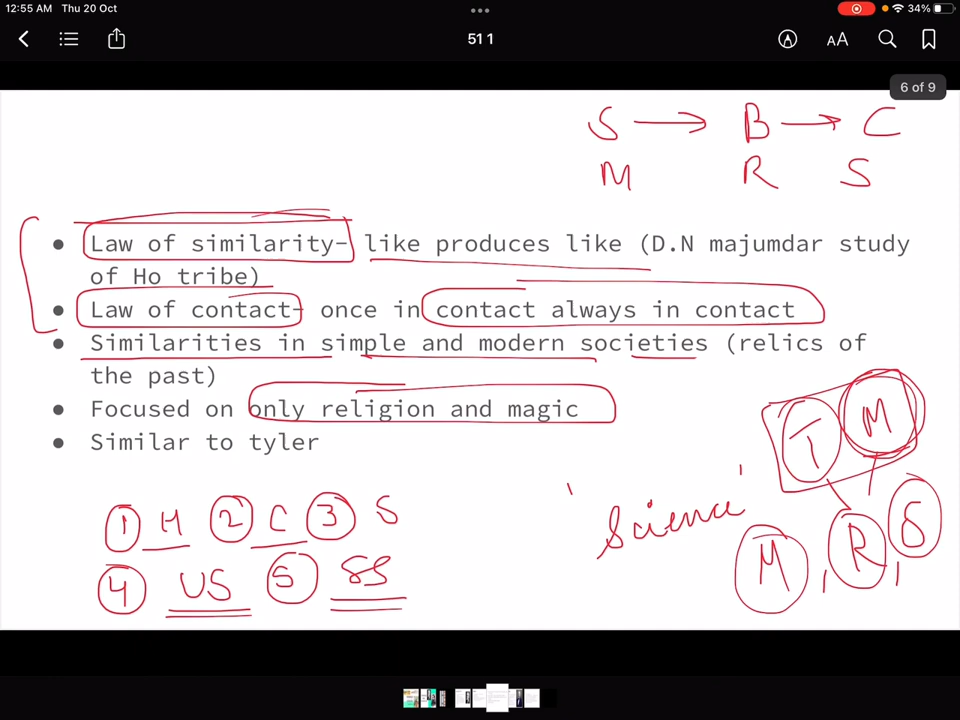 12:55 AM Thu 20 Oct
34%
51 1
AA
6 of 9
S → B → C
M R S
• Law of similarity- like produces like (D.N majumdar study
of Ho tribe)
• Law of contact- once in contact always in contact
• Similarities in simple and modern societies (relics of
the past)
• Focused on only religion and magic
• Similar to tyler
T M
1 H 2 C 3 S
'Science'
M, R, S
4 US 5 SS